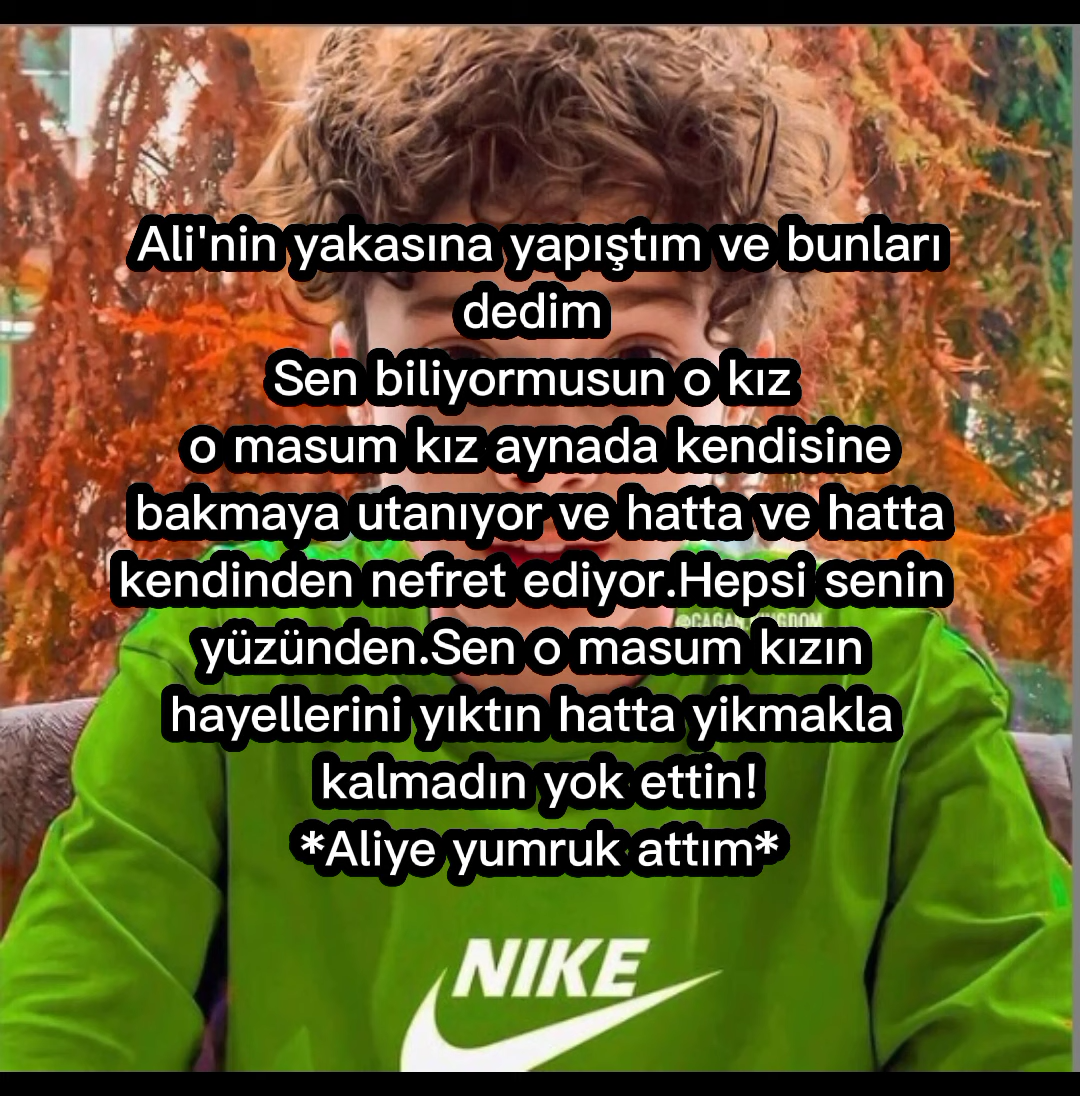 Ali'nin yakasına yapıştım ve bunları
dedim
Sen biliyormusun o kız
o masum kız aynada kendisine
bakmaya utanıyor ve hatta ve hatta
kendinden nefret ediyor.Hepsi senin
@CAGAN
yüzünden.Sen o masum kızın
hayellerini yıktın hatta yikmakla
kalmadın yok ettin!
*Aliye yumruk attım*
NIKE